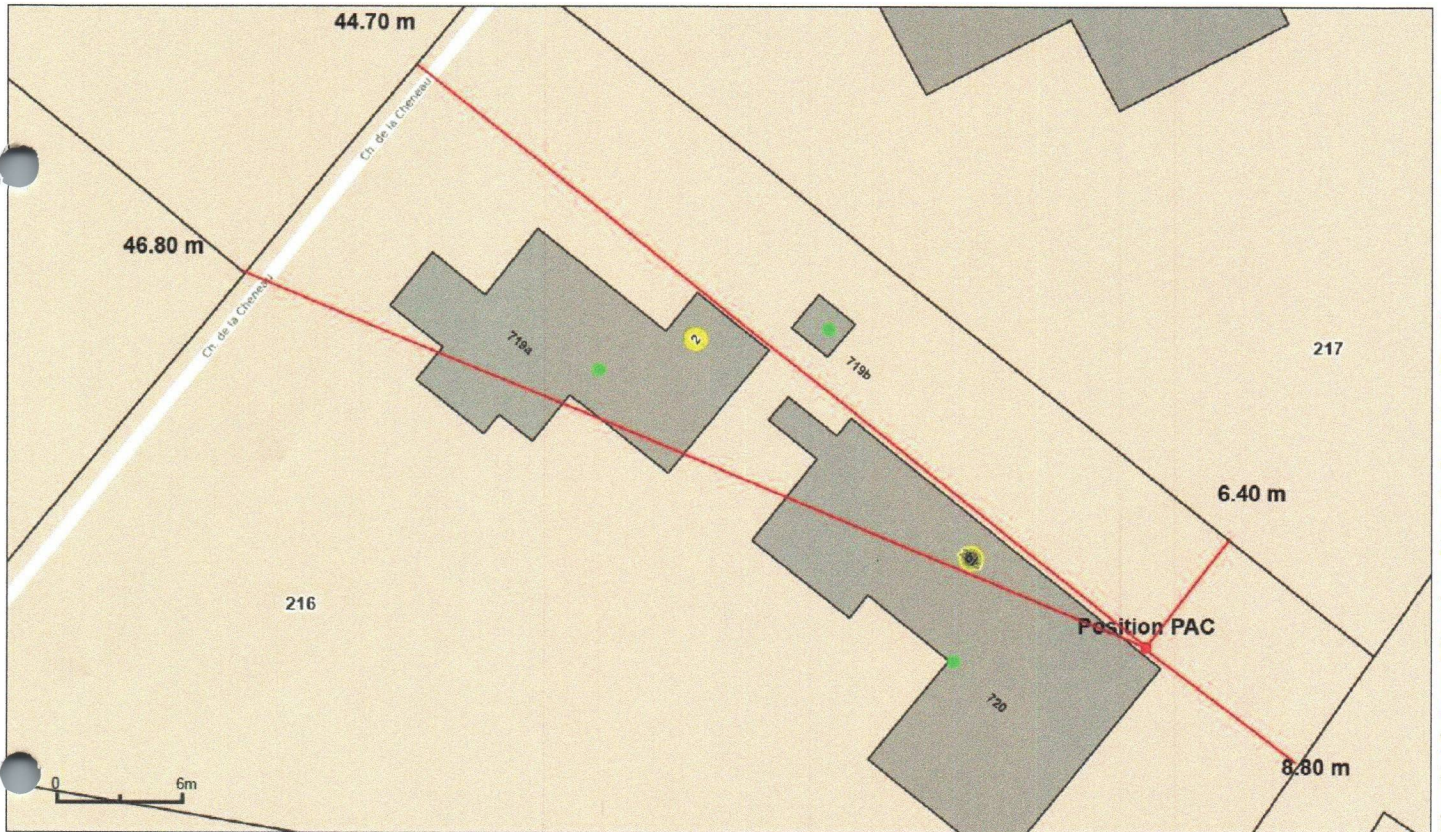 44.70 m
Ch. de la Cheneau
46.80 m
Ch. de la Cheneau
2
719a
719b
217
6.40 m
216
Position PAC
720
8.80 m
0 6m